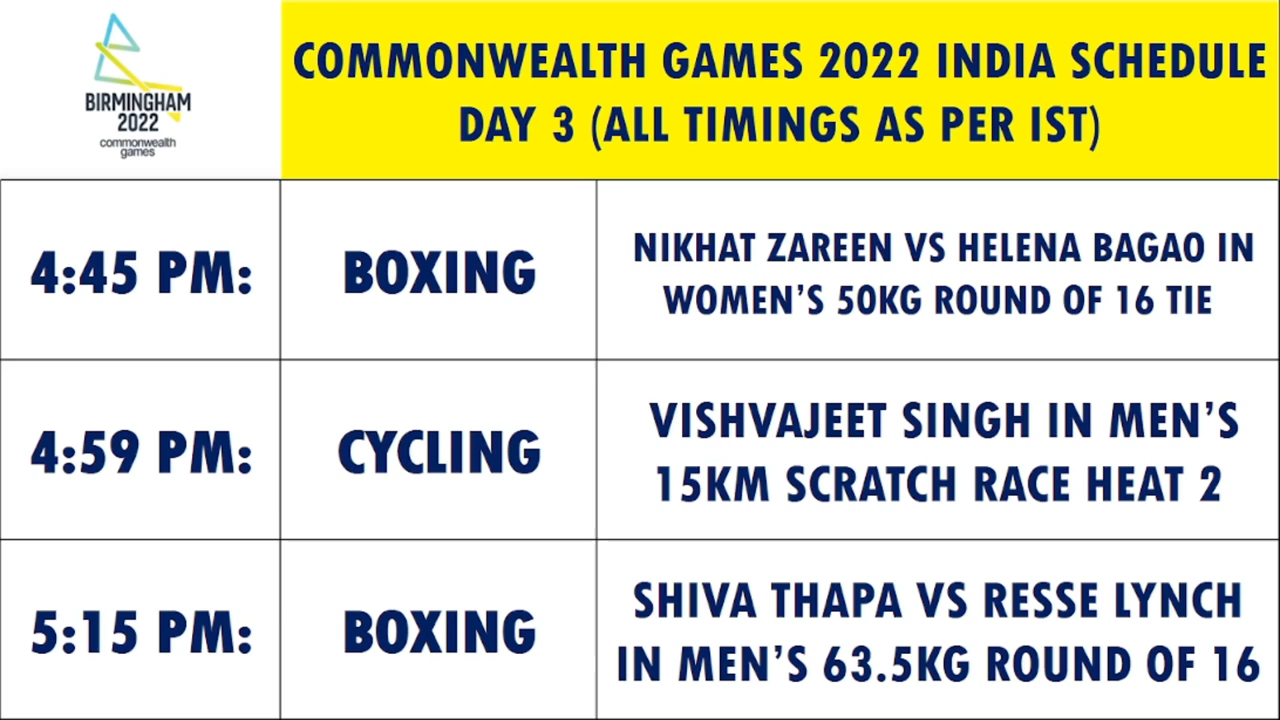 BIRMINGHAM
2022
commonwealth
games
COMMONWEALTH GAMES 2022 INDIA SCHEDULE
DAY 3 (ALL TIMINGS AS PER IST)
4:45 PM:
BOXING
NIKHAT ZAREEN VS HELENA BAGAO IN
WOMEN’S 50KG ROUND OF 16 TIE
4:59 PM:
CYCLING
VISHVAJEET SINGH IN MEN’S
15KM SCRATCH RACE HEAT 2
5:15 PM:
BOXING
SHIVA THAPA VS RESSE LYNCH
IN MEN’S 63.5KG ROUND OF 16